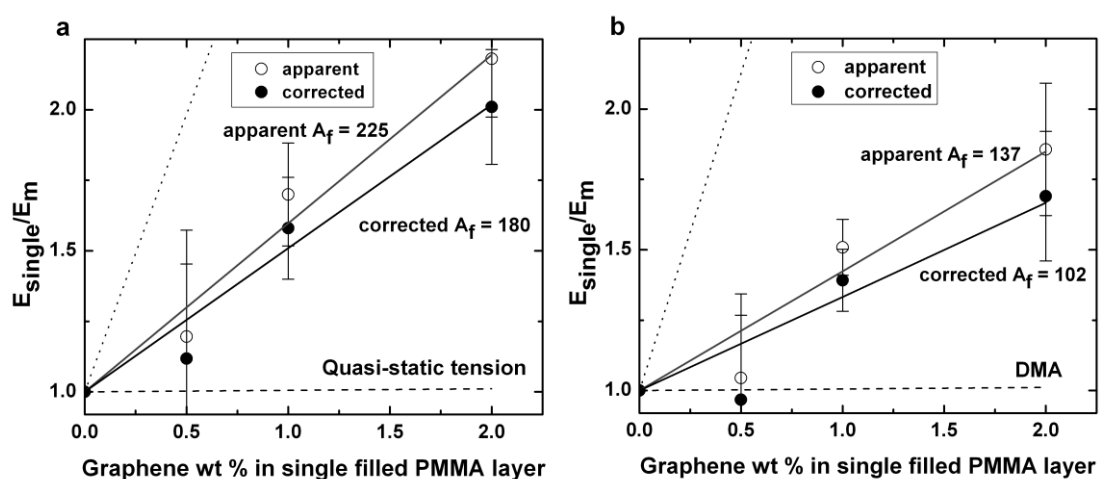 a
apparent
corrected
apparent A_f = 225
corrected A_f = 180
Quasi-static tension
E_single/E_m
2.0
1.5
1.0
0.0 0.5 1.0 1.5 2.0
Graphene wt % in single filled PMMA layer
b
apparent
corrected
apparent A_f = 137
corrected A_f = 102
DMA
E_single/E_m
2.0
1.5
1.0
0.0 0.5 1.0 1.5 2.0
Graphene wt % in single filled PMMA layer